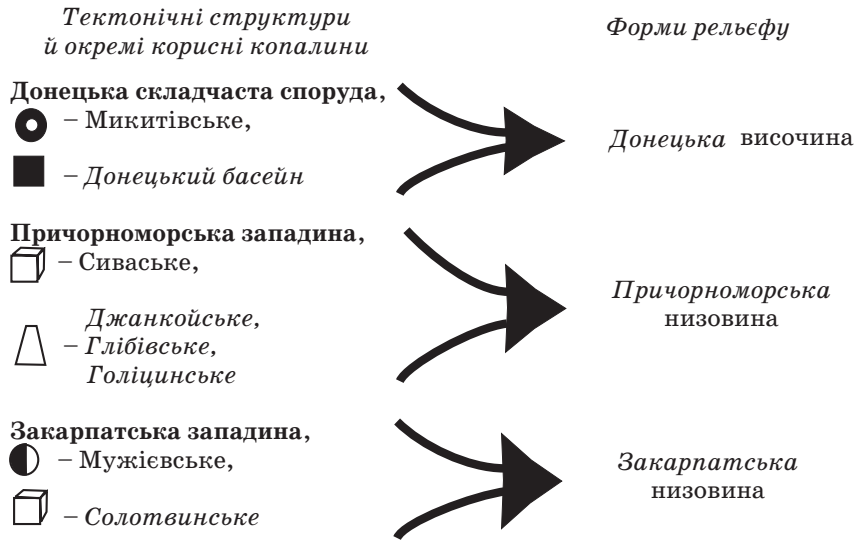 Тектонічні структури
й окремі корисні копалини
Форми рельєфу
Донецька складчаста споруда,
– Микитівське,
– Донецький басейн
Донецька височина
Причорноморська западина,
– Сиваське,
Джанкойське,
– Глібівське,
Голіцинське
Причорноморська
низовина
Закарпатська западина,
– Мужієвське,
– Солотвинське
Закарпатська
низовина